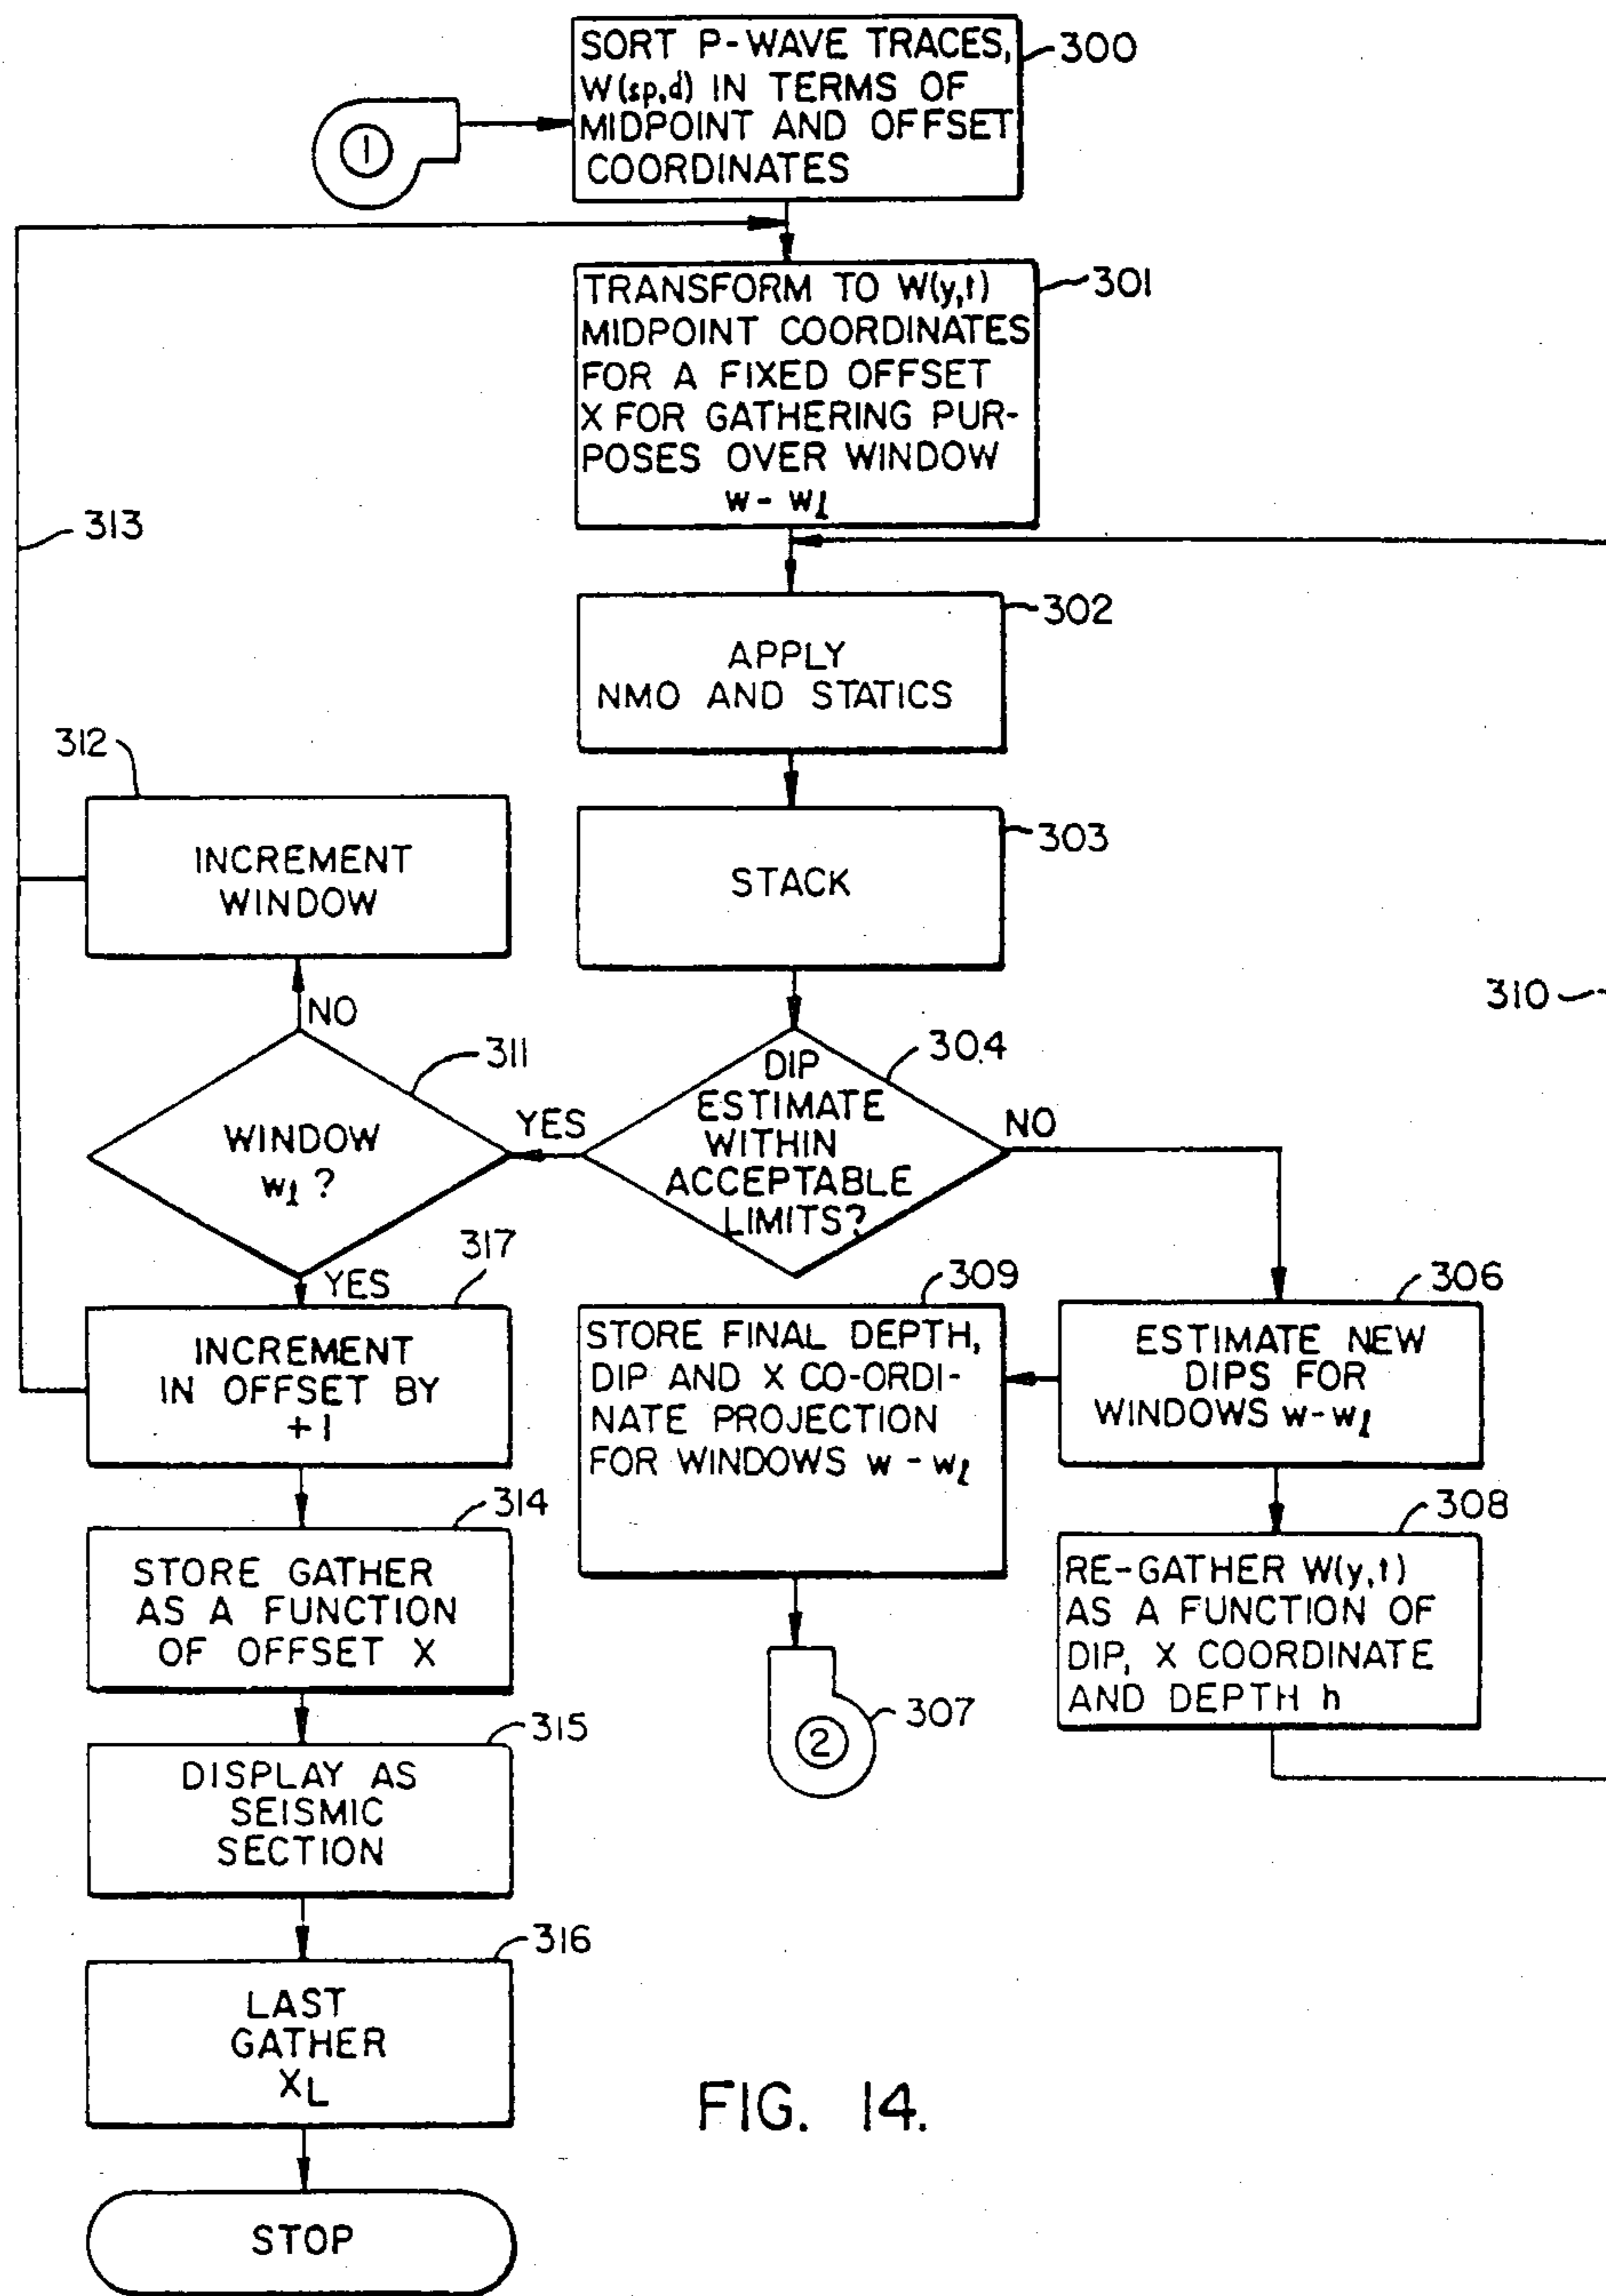 SORT P-WAVE TRACES,
W(sp,d) IN TERMS OF
MIDPOINT AND OFFSET
COORDINATES
300
1
TRANSFORM TO W(y,t)
MIDPOINT COORDINATES
FOR A FIXED OFFSET
X FOR GATHERING PUR-
POSES OVER WINDOW
w - wl
301
313
APPLY
NMO AND STATICS
302
312
INCREMENT
WINDOW
STACK
303
310
NO
311
WINDOW
wl ?
YES
DIP
ESTIMATE
WITHIN
ACCEPTABLE
LIMITS?
304
NO
YES
317
INCREMENT
IN OFFSET BY
+1
309
STORE FINAL DEPTH,
DIP AND X CO-ORDI-
NATE PROJECTION
FOR WINDOWS w - wl
306
ESTIMATE NEW
DIPS FOR
WINDOWS w-wl
314
STORE GATHER
AS A FUNCTION
OF OFFSET X
308
RE-GATHER W(y,t)
AS A FUNCTION OF
DIP, X COORDINATE
AND DEPTH h
2
307
315
DISPLAY AS
SEISMIC
SECTION
316
LAST
GATHER
XL
STOP
FIG. 14.